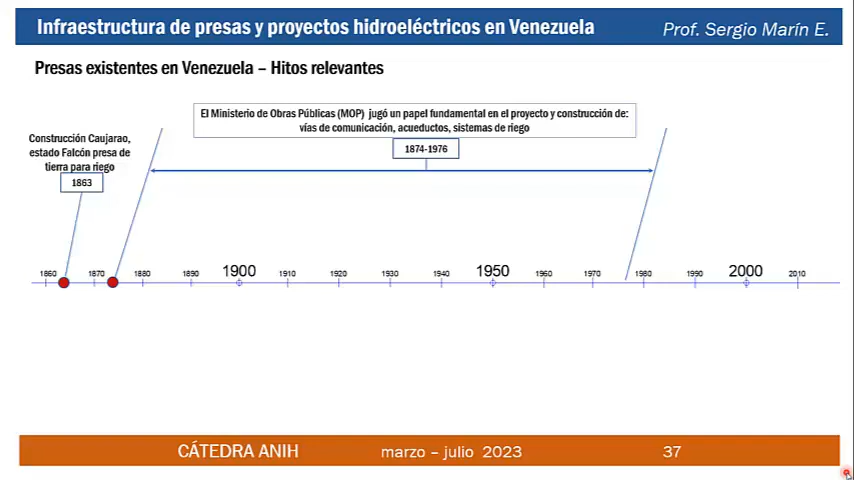 Infraestructura de presas y proyectos hidroeléctricos en Venezuela
Prof. Sergio Marín E.
Presas existentes en Venezuela – Hitos relevantes
El Ministerio de Obras Públicas (MOP) jugó un papel fundamental en el proyecto y construcción de:
vías de comunicación, acueductos, sistemas de riego
1874-1976
Construcción Caujarao,
estado Falcón presa de
tierra para riego
1863
1860 1870 1880 1890 1900 1910 1920 1930 1940 1950 1960 1970 1980 1990 2000 2010
CÁTEDRA ANIH marzo – julio 2023 37